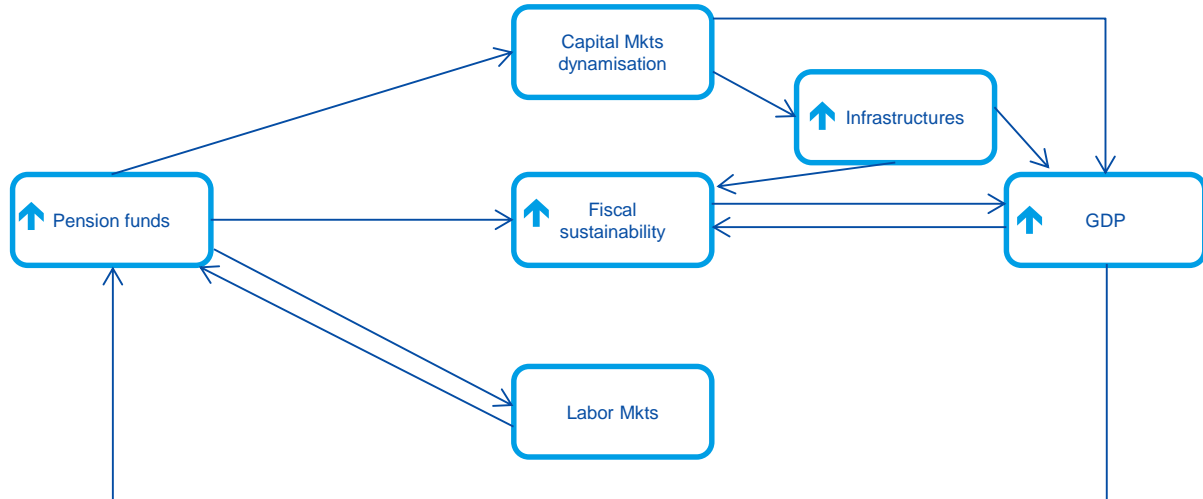 Capital Mkts
dynamisation
Infrastructures
Pension funds
Fiscal
sustainability
GDP
Labor Mkts